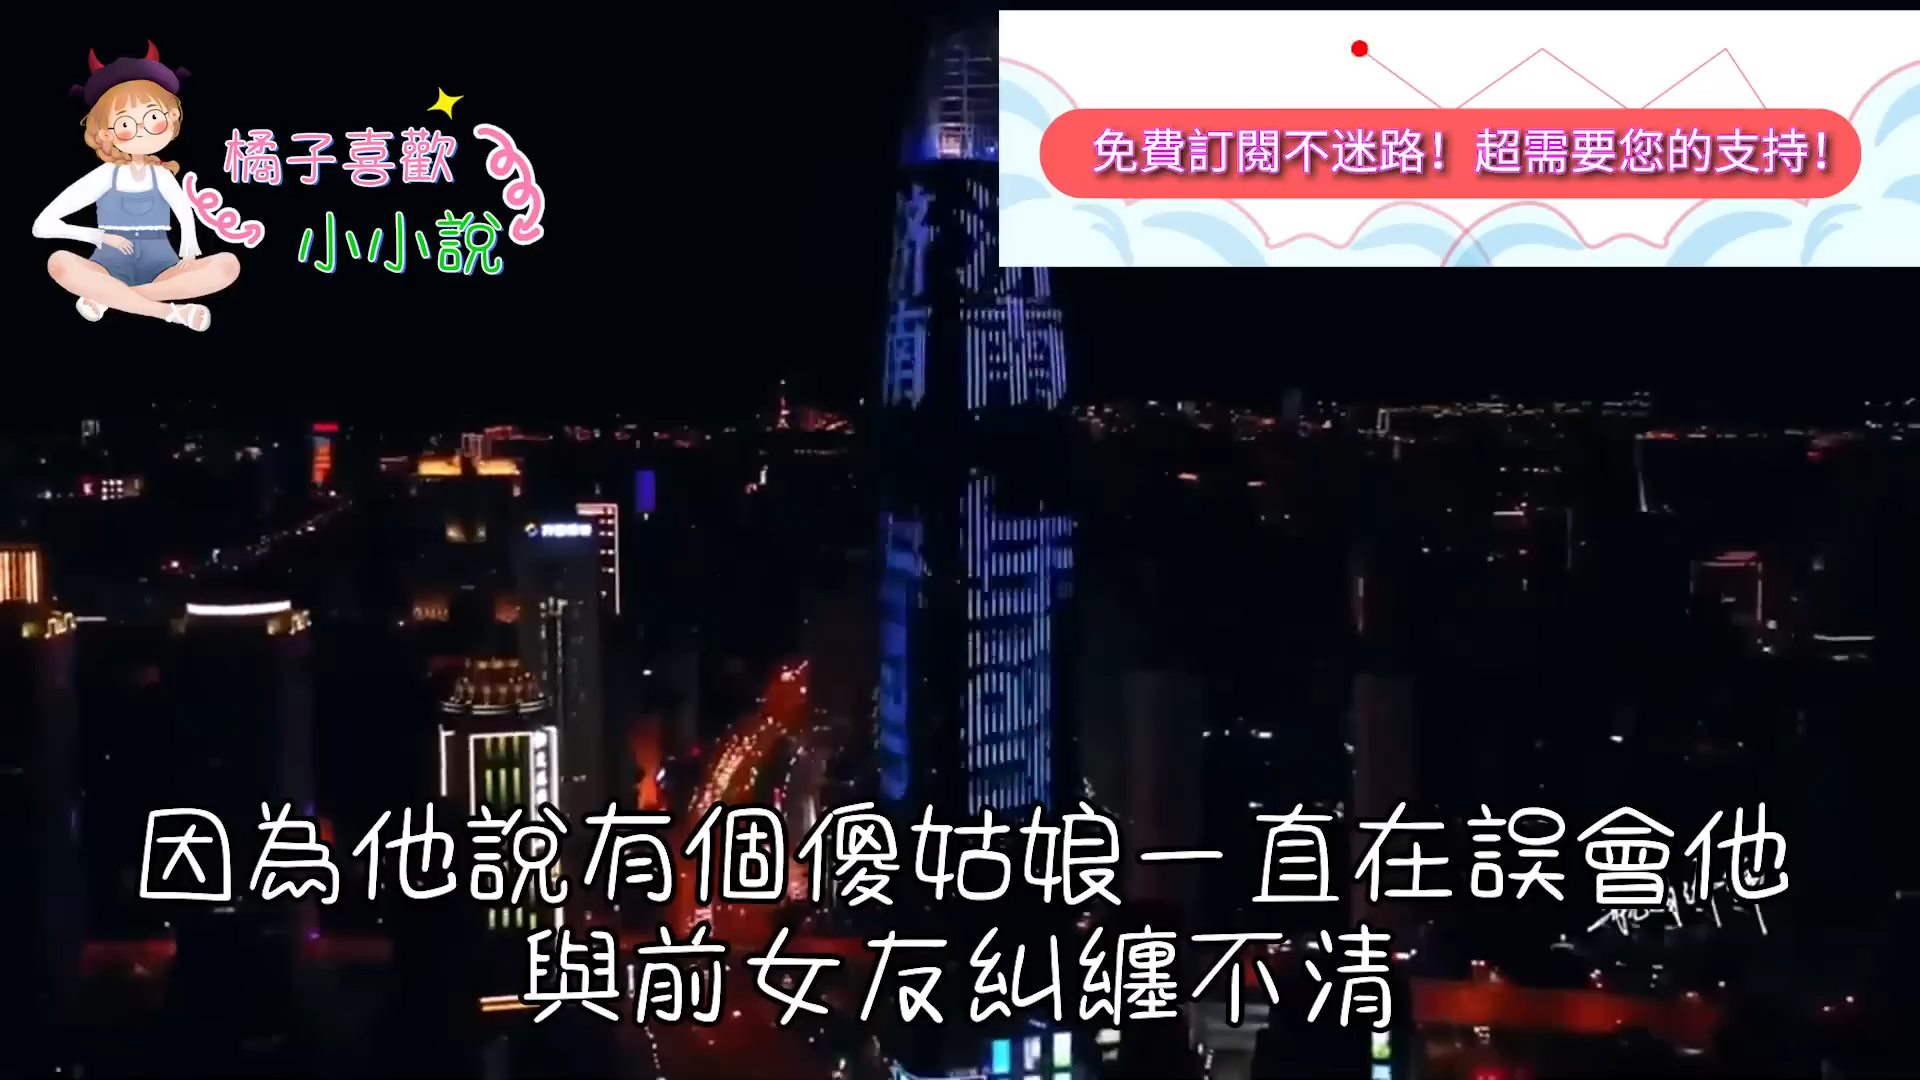 橘子喜歡
小小說
免費訂閱不迷路！超需要您的支持！
因為他說有個傻姑娘一直在誤會他
與前女友糾纏不清